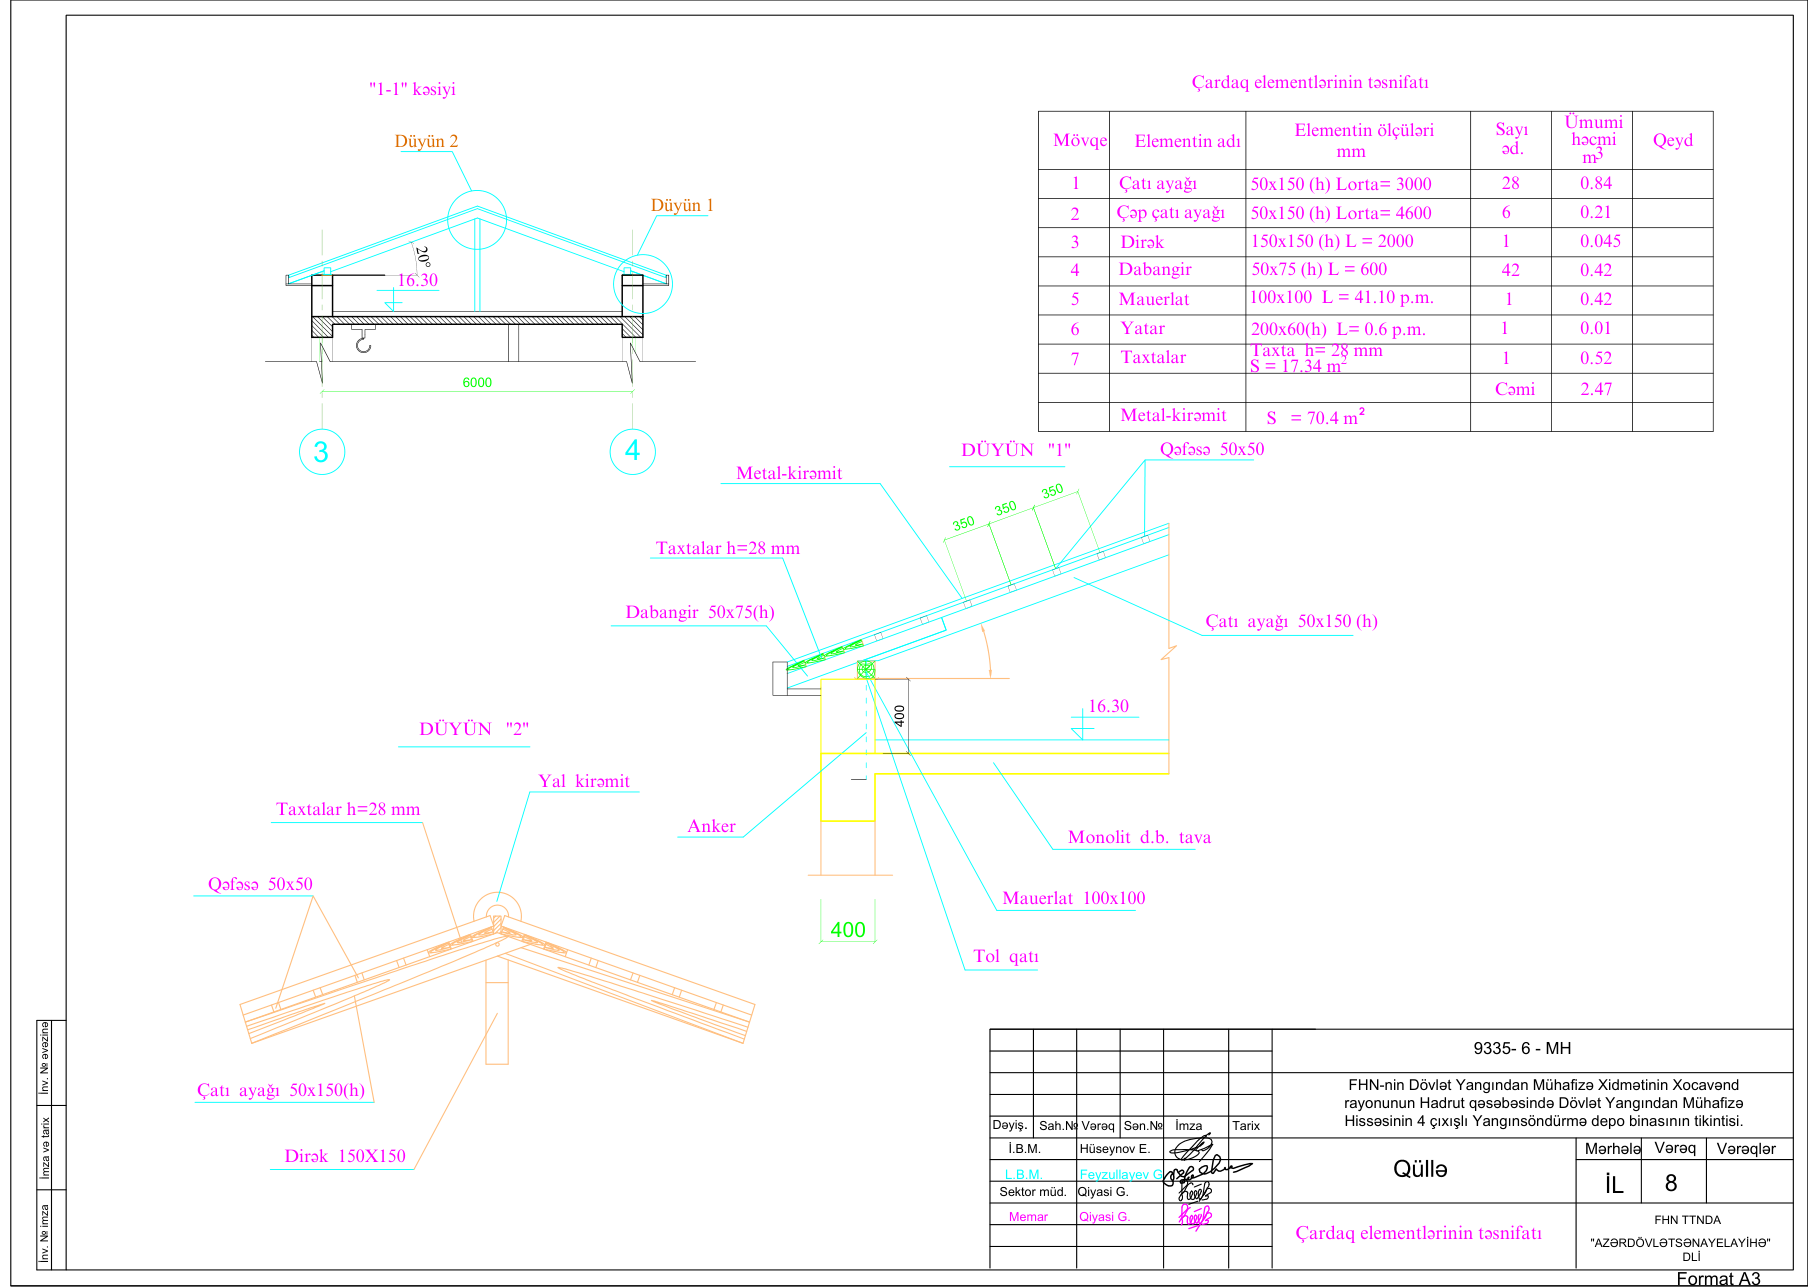 "1-1" kəsiyi
Düyün 2
Düyün 1
20°
16.30
6000
3
4
Çardaq elementlərinin təsnifatı
Mövqe Elementin adı Elementin ölçüləri mm Sayı əd. Ümumi həcmi m3 Qeyd
1 Çatı ayağı 50x150 (h) Lorta= 3000 28 0.84
2 Çəp çatı ayağı 50x150 (h) Lorta= 4600 6 0.21
3 Dirək 150x150 (h) L = 2000 1 0.045
4 Dabangir 50x75 (h) L = 600 42 0.42
5 Mauerlat 100x100 L = 41.10 p.m. 1 0.42
6 Yatar 200x60(h) L= 0.6 p.m. 1 0.01
7 Taxtalar Taxta h= 28 mm S = 17.34 m2 1 0.52
Cəmi 2.47
Metal-kirəmit S = 70.4 m²
DÜYÜN "1"
Qəfəsə 50x50
Metal-kirəmit
350
350
350
Taxtalar h=28 mm
Dabangir 50x75(h)
Çatı ayağı 50x150 (h)
400
16.30
Anker
Monolit d.b. tava
Mauerlat 100x100
400
Tol qatı
DÜYÜN "2"
Yal kirəmit
Taxtalar h=28 mm
Qəfəsə 50x50
Çatı ayağı 50x150(h)
Dirək 150X150
İnv. № əvəzinə
İmza və tarix
İnv. № imza
9335- 6 - MH
FHN-nin Dövlət Yangından Mühafizə Xidmətinin Xocavənd
rayonunun Hadrut qəsəbəsində Dövlət Yangından Mühafizə
Hissəsinin 4 çıxışlı Yangınsöndürmə depo binasının tikintisi.
Dəyiş. Sah.№ Vərəq Sən.№ İmza Tarix
İ.B.M. Hüseynov E.
L.B.M. Feyzullayev G
Sektor müd. Qiyasi G.
Memar Qiyasi G.
Qüllə
Mərhələ Vərəq Vərəqlər
İL 8
Çardaq elementlərinin təsnifatı
FHN TTNDA
"AZƏRDÖVLƏTSƏNAYELAYİHƏ"
DLİ
Format A3